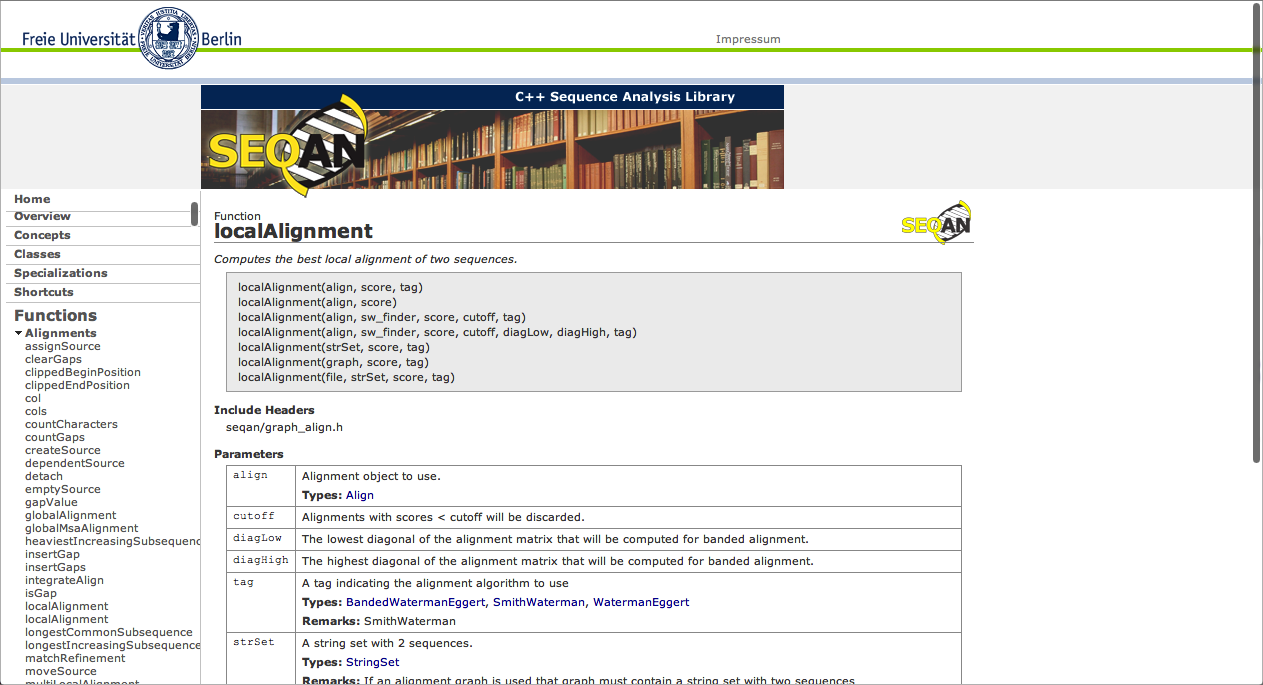 Freie Universität Berlin
Impressum
C++ Sequence Analysis Library
SEQAN
Home
Overview
Concepts
Classes
Specializations
Shortcuts
Functions
Alignments
assignSource
clearGaps
clippedBeginPosition
clippedEndPosition
col
cols
countCharacters
countGaps
createSource
dependentSource
detach
emptySource
gapValue
globalAlignment
globalMsaAlignment
heaviestIncreasingSubsequenc
insertGap
insertGaps
integrateAlign
isGap
localAlignment
localAlignment
longestCommonSubsequence
longestIncreasingSubsequence
matchRefinement
moveSource
multiLocalAlignment
Function
localAlignment
SEQAN
Computes the best local alignment of two sequences.
localAlignment(align, score, tag)
localAlignment(align, score)
localAlignment(align, sw_finder, score, cutoff, tag)
localAlignment(align, sw_finder, score, cutoff, diagLow, diagHigh, tag)
localAlignment(strSet, score, tag)
localAlignment(graph, score, tag)
localAlignment(file, strSet, score, tag)
Include Headers
seqan/graph_align.h
Parameters
align Alignment object to use.
Types: Align
cutoff Alignments with scores < cutoff will be discarded.
diagLow The lowest diagonal of the alignment matrix that will be computed for banded alignment.
diagHigh The highest diagonal of the alignment matrix that will be computed for banded alignment.
tag A tag indicating the alignment algorithm to use
Types: BandedWatermanEggert, SmithWaterman, WatermanEggert
Remarks: SmithWaterman
strSet A string set with 2 sequences.
Types: StringSet
Remarks: If an alignment graph is used that graph must contain a string set with two sequences